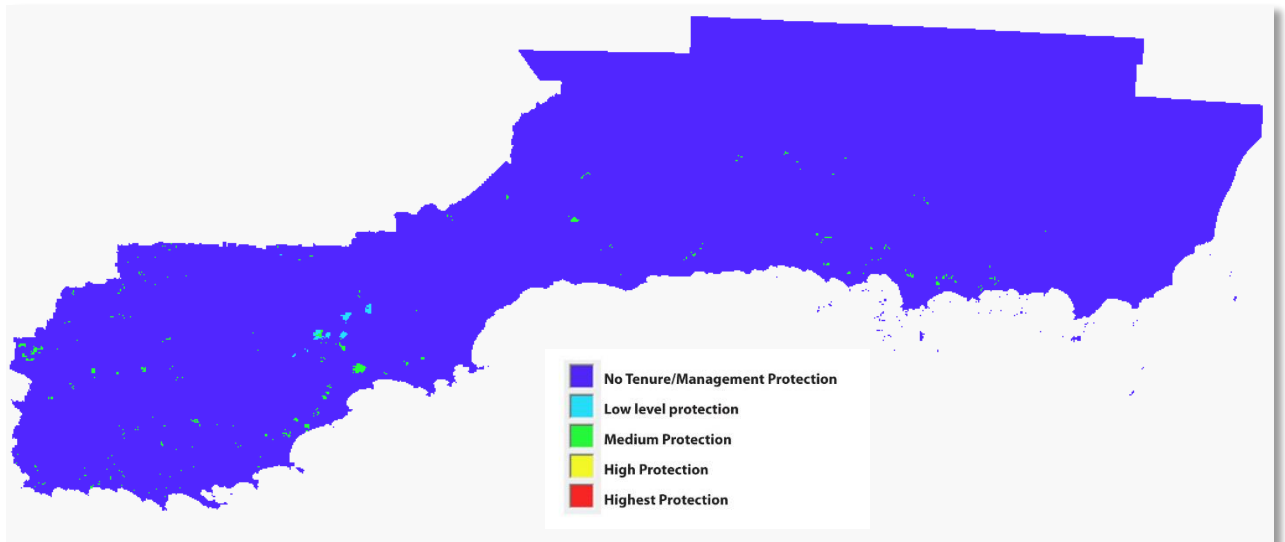 No Tenure/Management Protection
Low level protection
Medium Protection
High Protection
Highest Protection